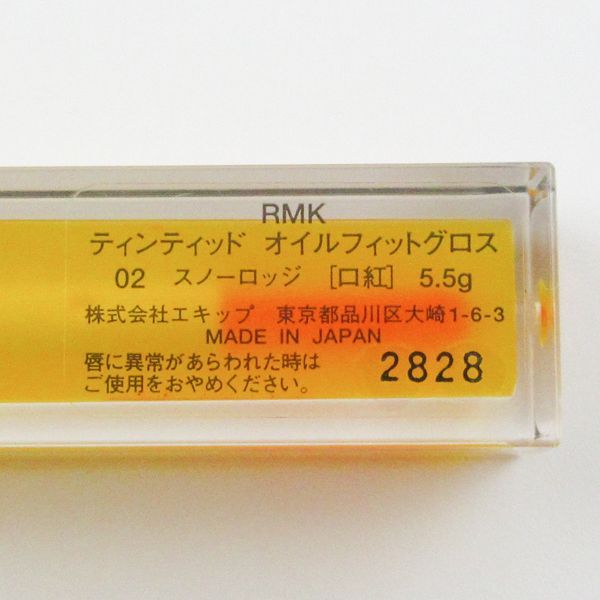 RMK
ティンティッド オイルフィットグロス
02 スノーロッジ [口紅] 5.5g
株式会社エキップ 東京都品川区大崎1-6-3
MADE IN JAPAN
唇に異常があらわれた時は
ご使用をおやめください。
2828